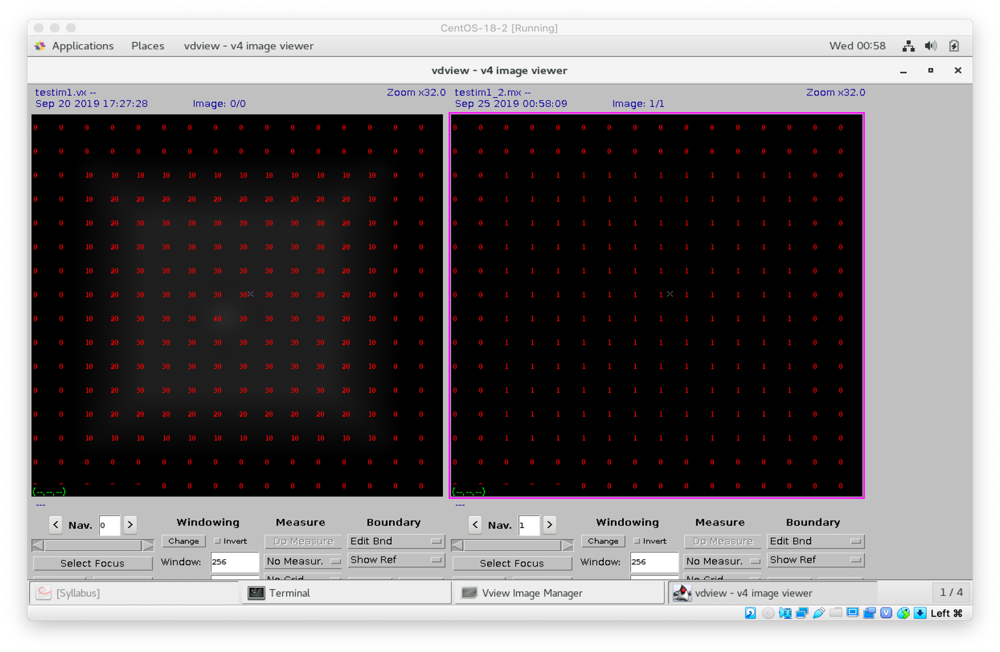 CentOS-18-2 [Running]
Applications Places vdview - v4 image viewer Wed 00:58
vdview - v4 image viewer
testim1.vx -- Zoom x32.0 testim1_2.mx -- Zoom x32.0
Sep 20 2019 17:27:28 Image: 0/0 Sep 25 2019 00:58:09 Image: 1/1
0 0 0 0 0 0 0 0 0 0 0 0 0 0 0 0 0 0 0 0 0 0 0 0 0 0 0 0 0 0 0 0
0 0 0 0 0 0 0 0 0 0 0 0 0 0 0 0 0 0 0 0 0 0 0 0 0 0 0 0 0 0 0 0
0 0 10 10 10 10 10 10 10 10 10 10 10 10 0 0 0 0 1 1 1 1 1 1 1 1 1 1 1 1 0 0
0 0 10 20 20 20 20 20 20 20 20 20 20 10 0 0 0 0 1 1 1 1 1 1 1 1 1 1 1 1 0 0
0 0 10 20 30 30 30 30 30 30 30 30 20 10 0 0 0 0 1 1 1 1 1 1 1 1 1 1 1 1 0 0
0 0 10 20 30 30 30 30 30 30 30 30 20 10 0 0 0 0 1 1 1 1 1 1 1 1 1 1 1 1 0 0
0 0 10 20 30 30 30 30 30 30 30 30 20 10 0 0 0 0 1 1 1 1 1 1 1 1 1 1 1 1 0 0
0 0 10 20 30 30 30 30 30 30 30 30 20 10 0 0 0 0 1 1 1 1 1 1 1 1 1 1 1 1 0 0
0 0 10 20 30 30 30 40 30 30 30 30 20 10 0 0 0 0 1 1 1 1 1 1 1 1 1 1 1 1 0 0
0 0 10 20 30 30 30 30 30 30 30 30 20 10 0 0 0 0 1 1 1 1 1 1 1 1 1 1 1 1 0 0
0 0 10 20 30 30 30 30 30 30 30 30 20 10 0 0 0 0 1 1 1 1 1 1 1 1 1 1 1 1 0 0
0 0 10 20 30 30 30 30 30 30 30 30 20 10 0 0 0 0 1 1 1 1 1 1 1 1 1 1 1 1 0 0
0 0 10 20 20 20 20 20 20 20 20 20 20 10 0 0 0 0 1 1 1 1 1 1 1 1 1 1 1 1 0 0
0 0 10 10 10 10 10 10 10 10 10 10 10 10 0 0 0 0 1 1 1 1 1 1 1 1 1 1 1 1 0 0
0 0 0 0 0 0 0 0 0 0 0 0 0 0 0 0 0 0 0 0 0 0 0 0 0 0 0 0 0 0 0 0
0 0 0 0 0 0 0 0 0 0 0 0 0 0 0 0 0 0 0 0 0 0
(--,--,--) (--,--,--)
--- ---
< Nav. 0 > Windowing Measure Boundary < Nav. 1 > Windowing Measure Boundary
Change Invert Do Measure Edit Bnd Change Invert Do Measure Edit Bnd
Select Focus Window: 256 No Measur. Show Ref Select Focus Window: 256 No Measur. Show Ref
No Grid No Grid
[Syllabus] Terminal Vview Image Manager vdview - v4 image viewer 1 / 4
Left ⌘